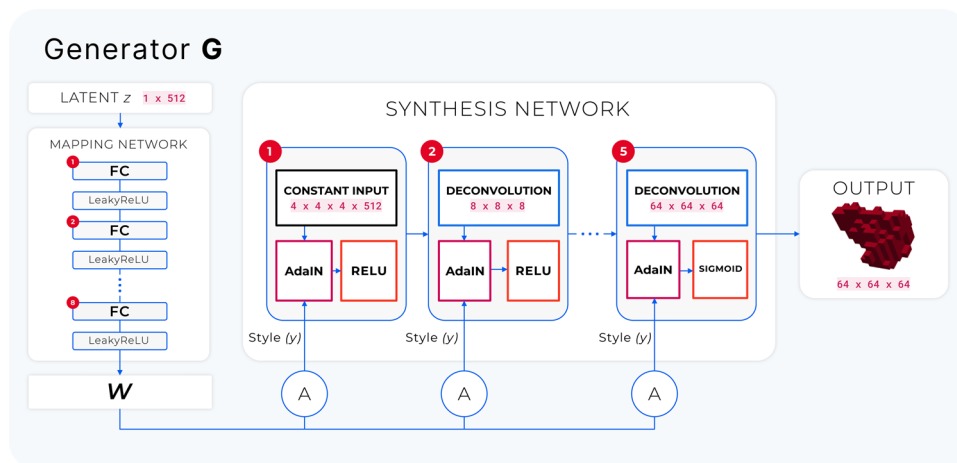 Generator G
LATENT z 1 x 512
MAPPING NETWORK
1
FC
LeakyReLU
2
FC
LeakyReLU
8
FC
LeakyReLU
W
SYNTHESIS NETWORK
1
CONSTANT INPUT
4 x 4 x 4 x 512
AdaIN
RELU
Style (y)
A
2
DECONVOLUTION
8 x 8 x 8
AdaIN
RELU
Style (y)
A
5
DECONVOLUTION
64 x 64 x 64
AdaIN
SIGMOID
Style (y)
A
OUTPUT
64 x 64 x 64